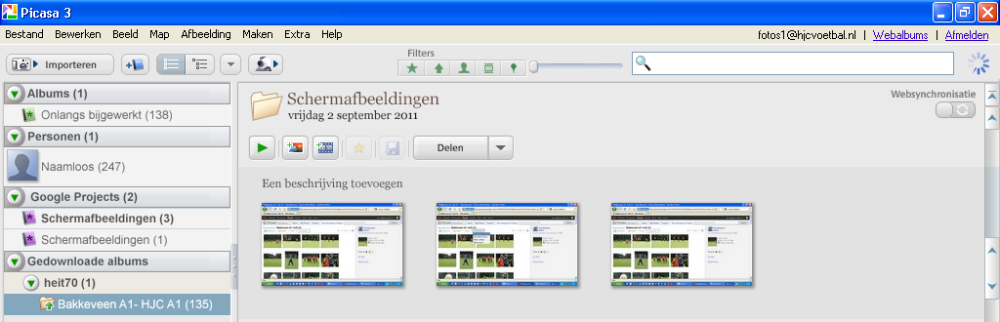 Picasa 3
Bestand Bewerken Beeld Map Afbeelding Maken Extra Help
fotos1@hjcvoetbal.nl | Webalbums | Afmelden
Importeren
Filters
Albums (1)
Onlangs bijgewerkt (138)
Personen (1)
Naamloos (247)
Google Projects (2)
Schermafbeeldingen (3)
Schermafbeeldingen (1)
Gedownloade albums
heit70 (1)
Bakkeveen A1- HJC A1 (135)
Schermafbeeldingen
vrijdag 2 september 2011
Websynchronisatie
Delen
Een beschrijving toevoegen